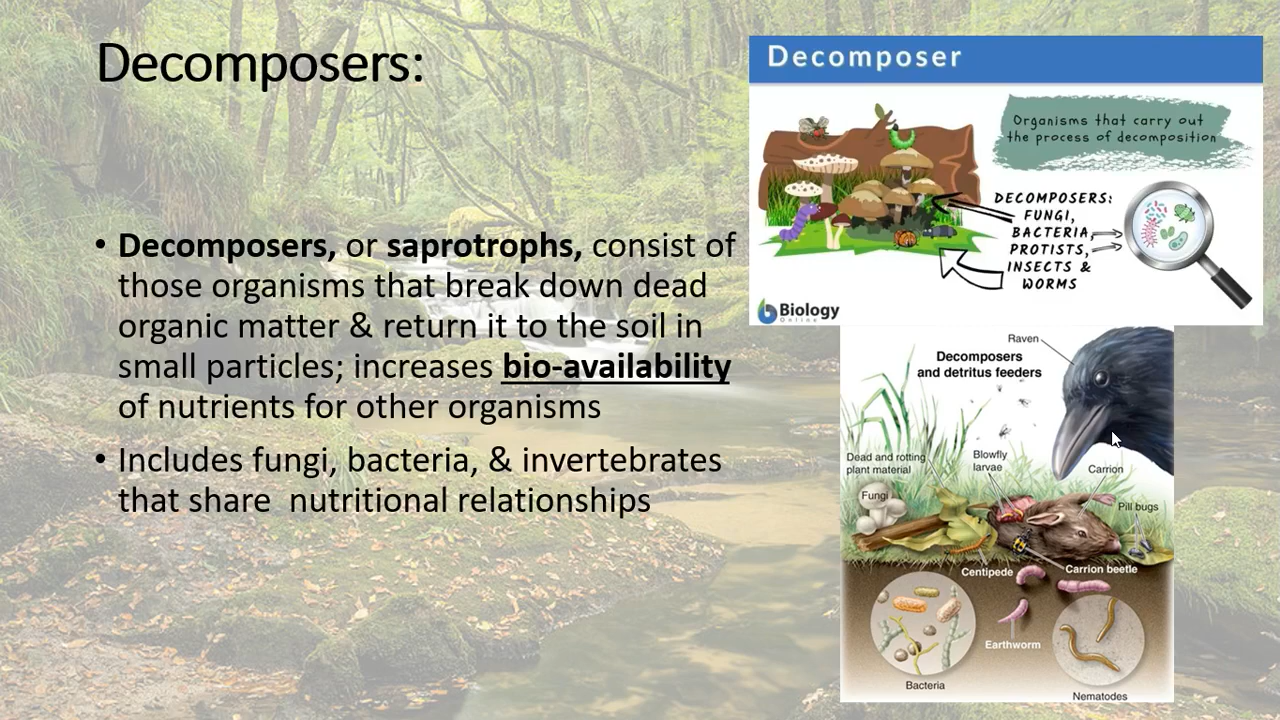 Decomposers:
• Decomposers, or saprotrophs, consist of
those organisms that break down dead
organic matter & return it to the soil in
small particles; increases bio-availability
of nutrients for other organisms
• Includes fungi, bacteria, & invertebrates
that share  nutritional relationships
Decomposer
Organisms that carry out
the process of decomposition
DECOMPOSERS:
FUNGI,
BACTERIA,
PROTISTS,
INSECTS &
WORMS
Biology
Online
Raven
Decomposers
and detritus feeders
Dead and rotting
plant material
Blowfly
larvae
Carrion
Fungi
Pill bugs
Centipede
Carrion beetle
Earthworm
Bacteria
Nematodes